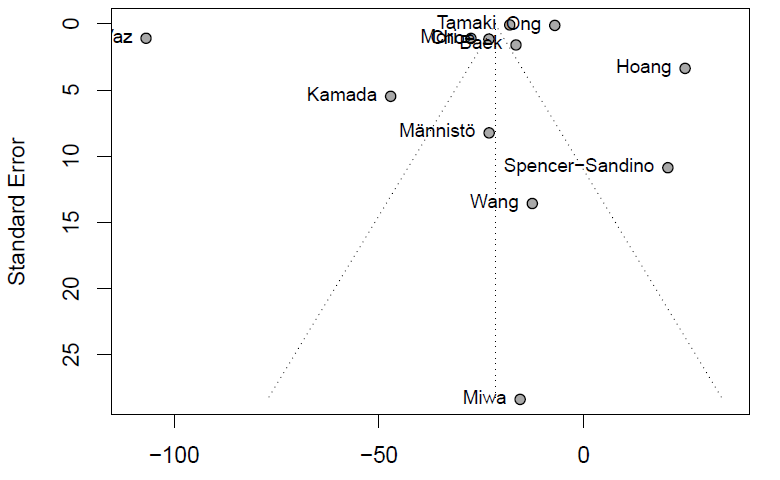 0
5
10
15
20
25
Standard Error
Tamaki
Ong
Baek
Hoang
Kamada
Männistö
Spencer−Sandino
Wang
Miwa
−100
−50
0